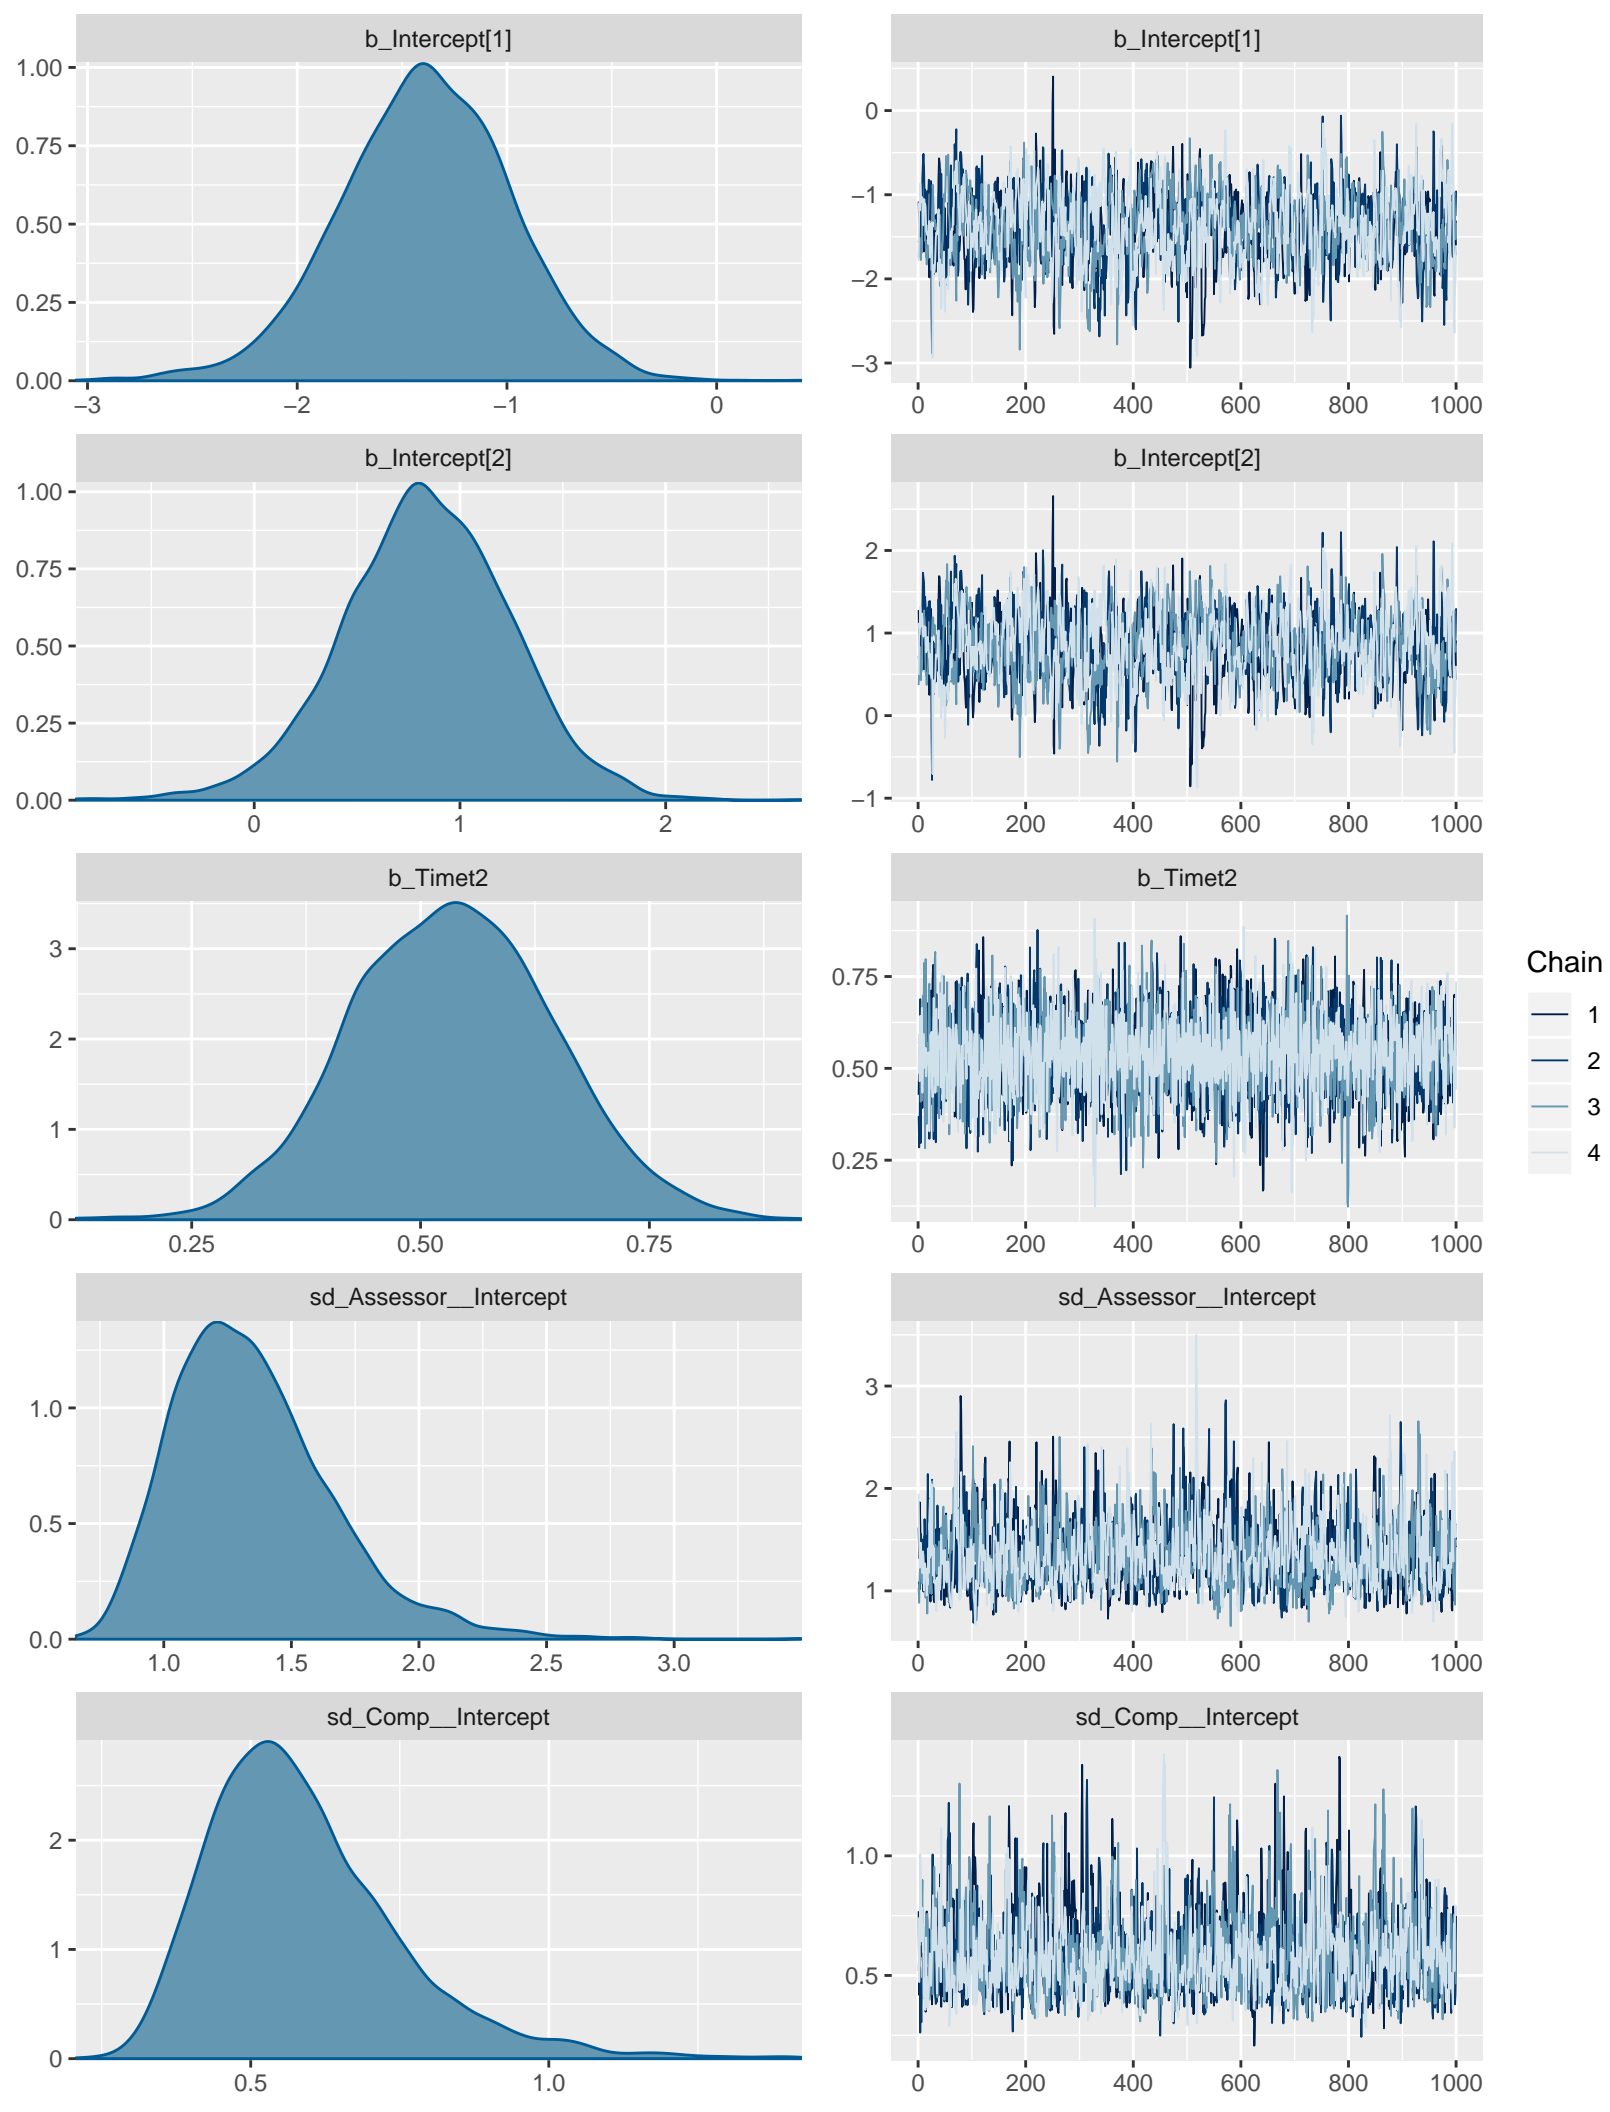 b_Intercept[1]
b_Intercept[1]
1.00
0.75
0.50
0.25
0.00
−3 −2 −1 0
0
−1
−2
−3
0 200 400 600 800 1000
b_Intercept[2]
b_Intercept[2]
1.00
0.75
0.50
0.25
0.00
0 1 2
2
1
0
−1
0 200 400 600 800 1000
b_Timet2
b_Timet2
3
2
1
0
0.25 0.50 0.75
0.75
0.50
0.25
0 200 400 600 800 1000
sd_Assessor__Intercept
sd_Assessor__Intercept
1.0
0.5
0.0
1.0 1.5 2.0 2.5 3.0
3
2
1
0 200 400 600 800 1000
sd_Comp__Intercept
sd_Comp__Intercept
2
1
0
0.5 1.0
1.0
0.5
0 200 400 600 800 1000
Chain
1
2
3
4